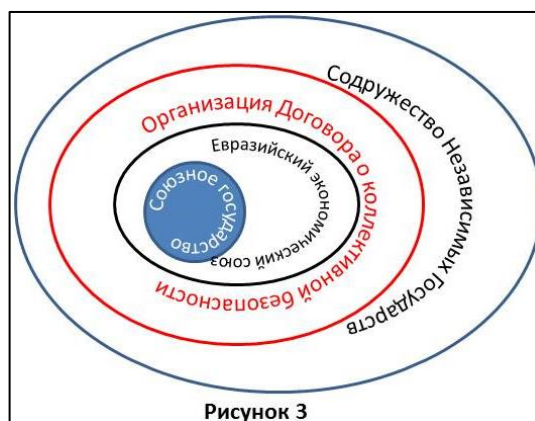 Содружество Независимых Государств
Организация Договора о коллективной безопасности
Евразийский экономический союз
Союзное государство
Рисунок 3